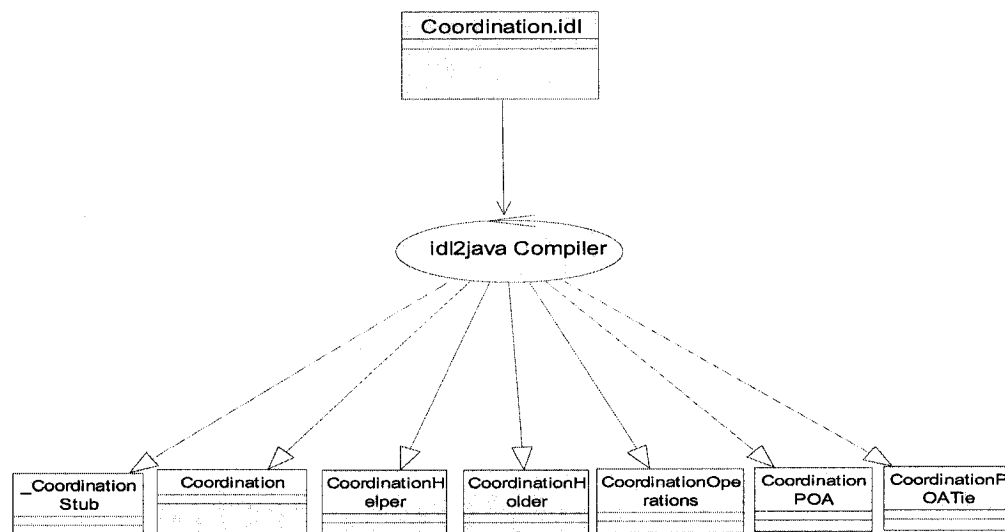 Coordination.idl
idl2java Compiler
_Coordination
Stub
Coordination
CoordinationH
elper
CoordinationH
older
CoordinationOpe
rations
Coordination
POA
CoordinationP
OATie